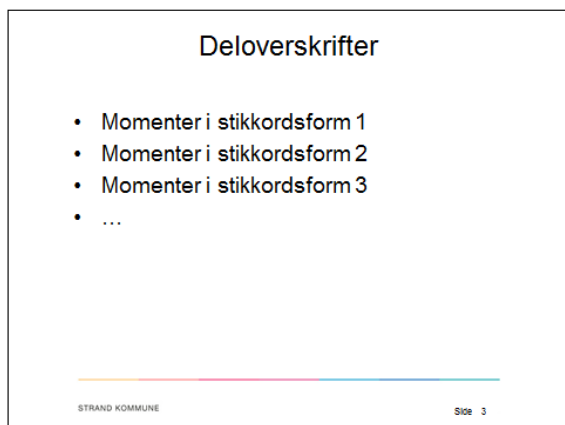 Deloverskrifter
• Momenter i stikkordsform 1
• Momenter i stikkordsform 2
• Momenter i stikkordsform 3
• …
STRAND KOMMUNE
Side 3